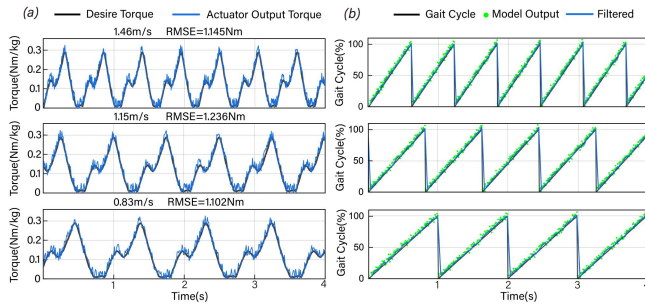 (a) Desire Torque Actuator Output Torque
1.46m/s RMSE=1.145Nm
Torque(Nm/kg)
0.3
0.2
0.1
0
1.15m/s RMSE=1.236Nm
Torque(Nm/kg)
0.3
0.2
0.1
0
0.83m/s RMSE=1.102Nm
Torque(Nm/kg)
0.3
0.2
0.1
0
1 2 3 4
Time(s)
(b) Gait Cycle Model Output Filtered
Gait Cycle(%)
100
50
0
Gait Cycle(%)
100
50
0
Gait Cycle(%)
100
50
0
0 1 2 3 4
Time(s)